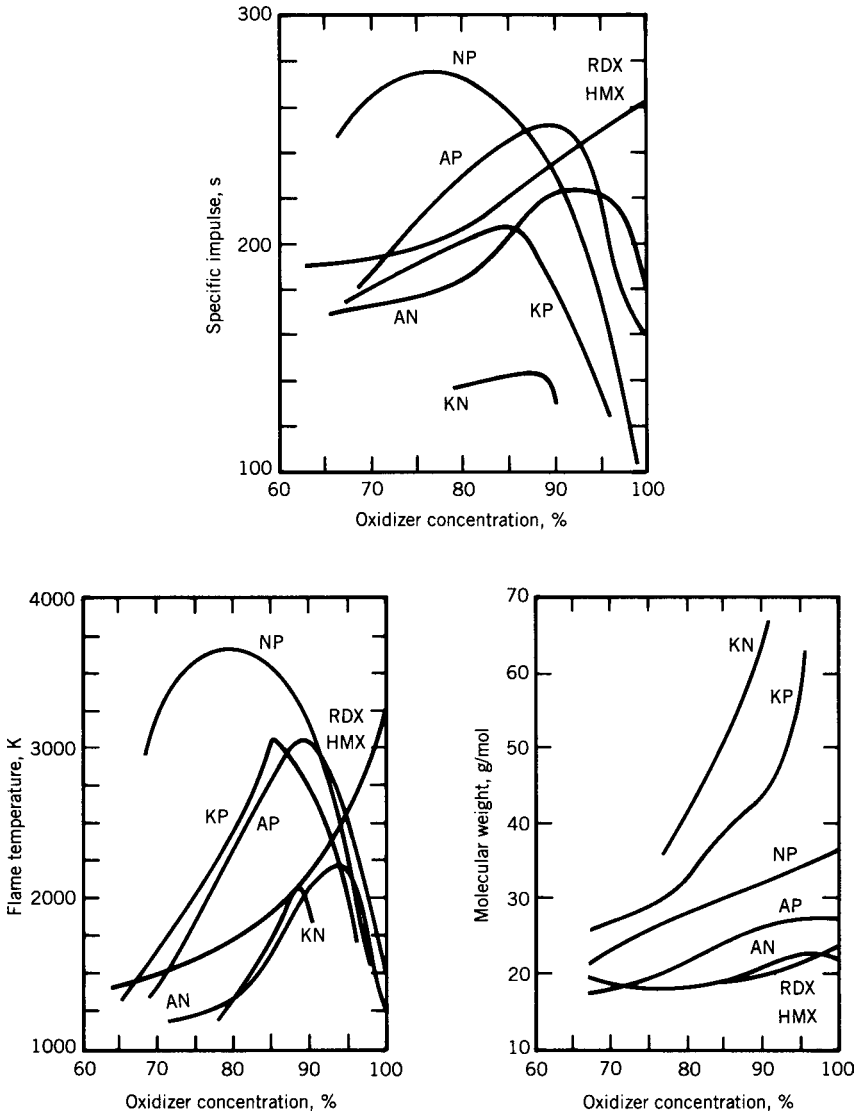 300
NP
RDX
HMX
AP
Specific impulse, s
200
AN
KP
KN
100
60 70 80 90 100
Oxidizer concentration, %
4000
NP
RDX
HMX
3000
KP
AP
Flame temperature, K
2000
KN
AN
1000
60 70 80 90 100
Oxidizer concentration, %
70
KN
60
KP
50
Molecular weight, g/mol
40
NP
30
AP
AN
20
RDX
HMX
10
60 70 80 90 100
Oxidizer concentration, %